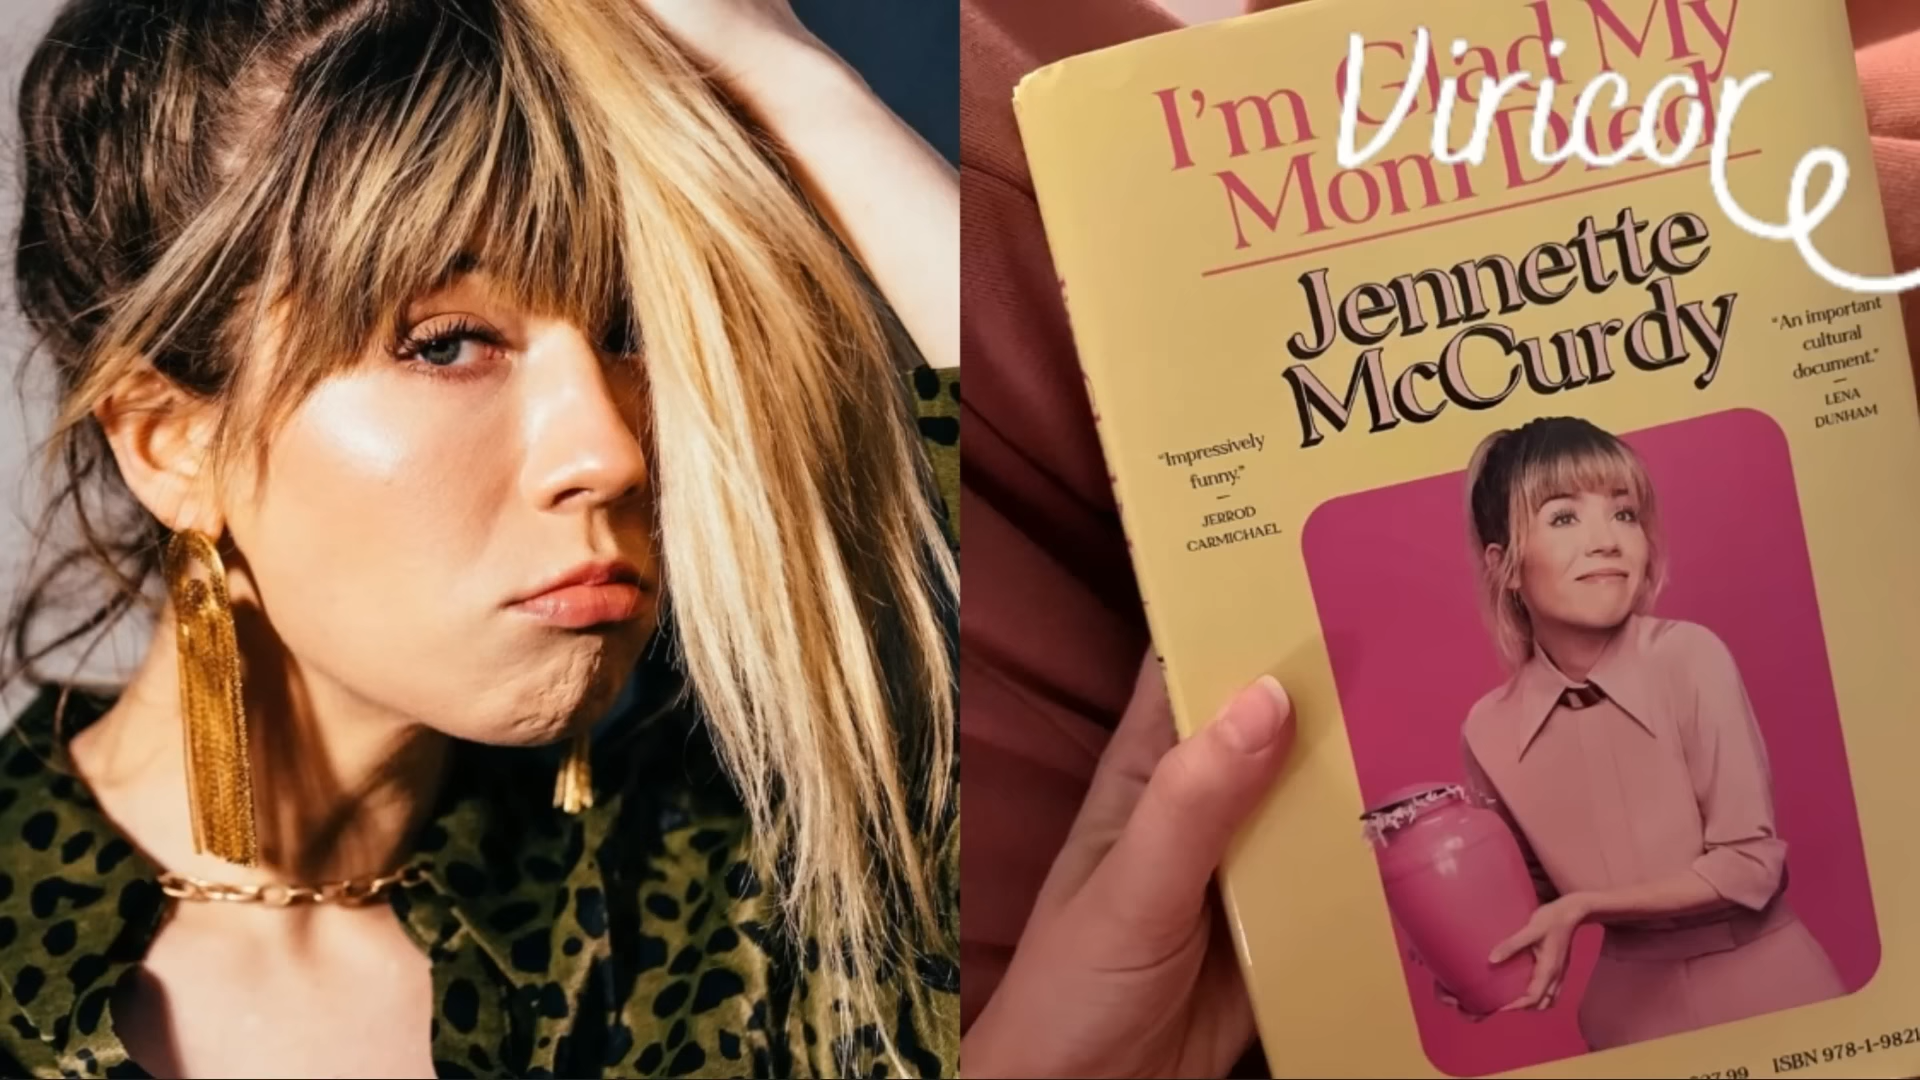 I'm Glad My
Mom Died
Viricor
Jennette
McCurdy
"An important
cultural
document."
—
LENA
DUNHAM
"Impressively
funny."
—
JERROD
CARMICHAEL
ISBN 978-1-9821